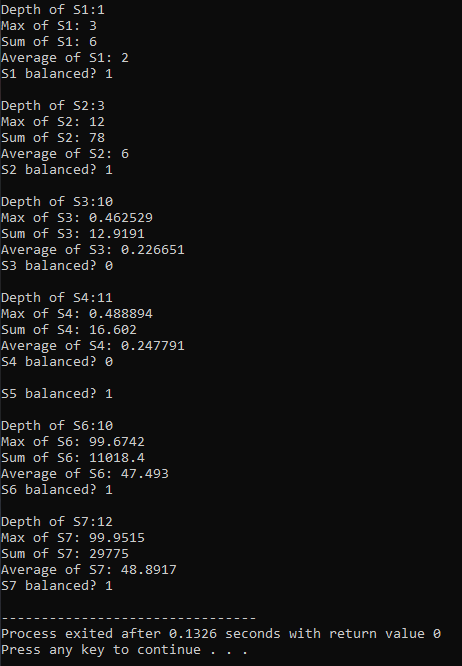 Depth of S1:1
Max of S1: 3
Sum of S1: 6
Average of S1: 2
S1 balanced? 1
Depth of S2:3
Max of S2: 12
Sum of S2: 78
Average of S2: 6
S2 balanced? 1
Depth of S3:10
Max of S3: 0.462529
Sum of S3: 12.9191
Average of S3: 0.226651
S3 balanced? 0
Depth of S4:11
Max of S4: 0.488894
Sum of S4: 16.602
Average of S4: 0.247791
S4 balanced? 0
S5 balanced? 1
Depth of S6:10
Max of S6: 99.6742
Sum of S6: 11018.4
Average of S6: 47.493
S6 balanced? 1
Depth of S7:12
Max of S7: 99.9515
Sum of S7: 29775
Average of S7: 48.8917
S7 balanced? 1
--------------------------------
Process exited after 0.1326 seconds with return value 0
Press any key to continue . . .